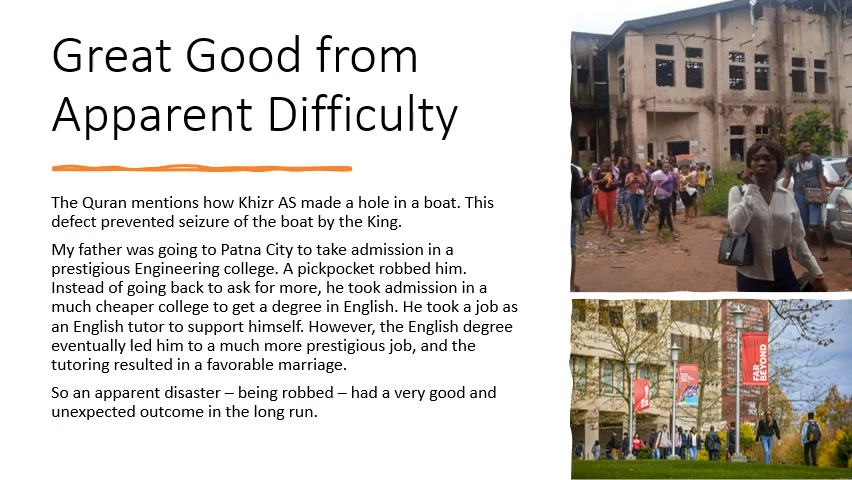 Great Good from
Apparent Difficulty
The Quran mentions how Khizr AS made a hole in a boat. This
defect prevented seizure of the boat by the King.
My father was going to Patna City to take admission in a
prestigious Engineering college. A pickpocket robbed him.
Instead of going back to ask for more, he took admission in a
much cheaper college to get a degree in English. He took a job as
an English tutor to support himself. However, the English degree
eventually led him to a much more prestigious job, and the
tutoring resulted in a favorable marriage.
So an apparent disaster – being robbed – had a very good and
unexpected outcome in the long run.
FAR
BEYOND